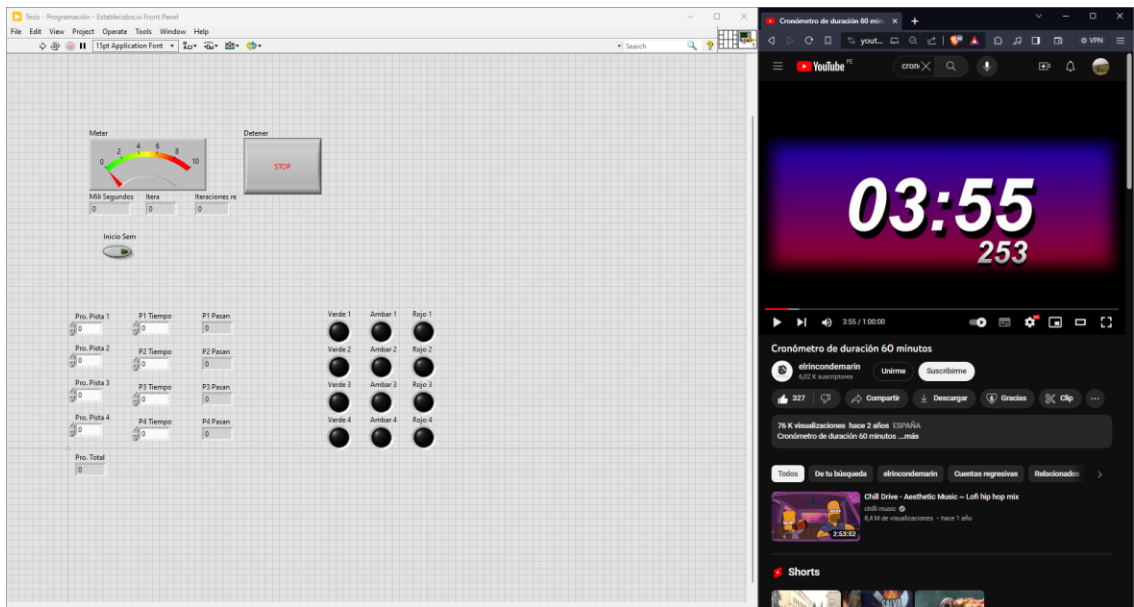 Tesis - Programación - Establecidos.vi Front Panel
File Edit View Project Operate Tools Window Help
15pt Application Font
Search
Meter
0 2 4 6 8 10
Detener
STOP
Mili Segundos Itera Iteraciones re
0 0 0
Inicio Sem
Pro. Pista 1 P1 Tiempo P1 Pasan Verde 1 Ambar 1 Rojo 1
0 0 0
Pro. Pista 2 P2 Tiempo P2 Pasan Verde 2 Ambar 2 Rojo 2
0 0 0
Pro. Pista 3 P3 Tiempo P3 Pasan Verde 3 Ambar 3 Rojo 3
0 0 0
Pro. Pista 4 P4 Tiempo P4 Pasan Verde 4 Ambar 4 Rojo 4
0 0 0
Pro. Total
0
Cronómetro de duración 60 min
yout...
VPN
YouTube PE
cron
03:55
253
3:55 / 1:00:00
Cronómetro de duración 60 minutos
elrincondemarin
6,02 K suscriptores
Unirme
Suscribirme
327
Compartir
Descargar
Gracias
Clip
76 K visualizaciones hace 2 años ESPAÑA
Cronómetro de duración 60 minutos ...más
Todos De tu búsqueda elrincondemarin Cuentas regresivas Relacionados
Chill Drive - Aesthetic Music ~ Lofi hip hop mix
chilli music
8,4 M de visualizaciones • hace 1 año
2:53:52
Shorts